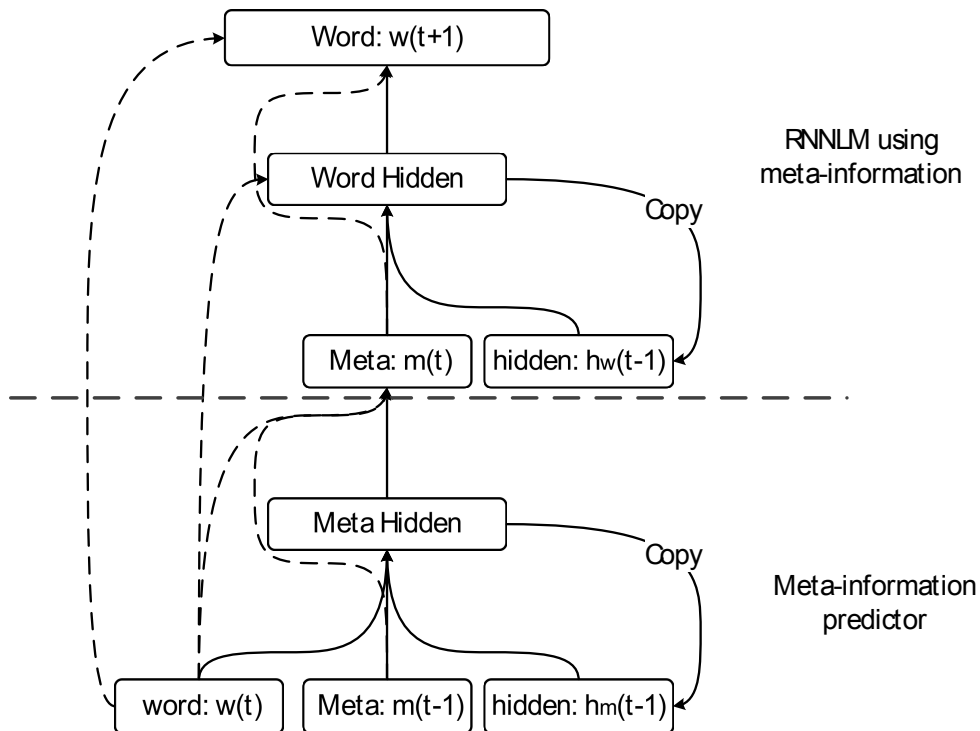 Word: w(t+1)
RNNLM using
meta-information
Word Hidden
Copy
Meta: m(t)
hidden: hw(t-1)
Meta Hidden
Copy
Meta-information
predictor
word: w(t)
Meta: m(t-1)
hidden: hm(t-1)